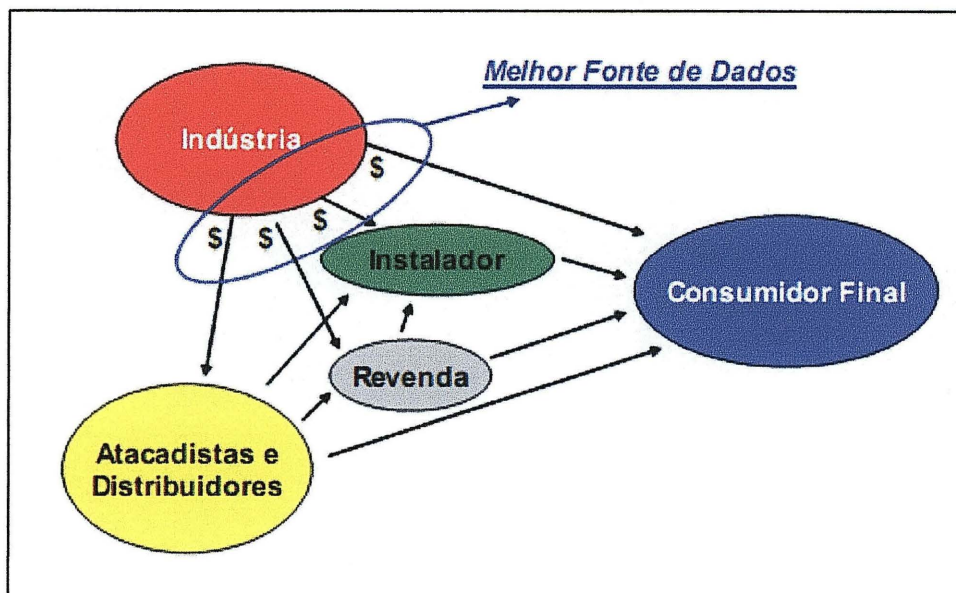 Melhor Fonte de Dados
Indústria
$
$
$
$
Instalador
Consumidor Final
Revenda
Atacadistas e
Distribuidores